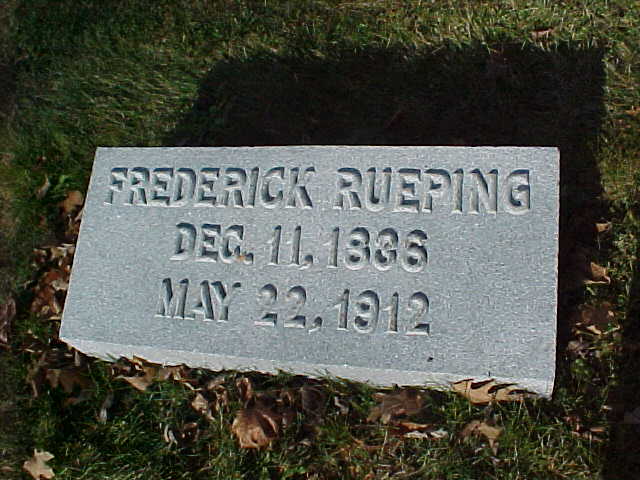 FREDERICK RUEPING
DEC. 11, 1836
MAY 22, 1912